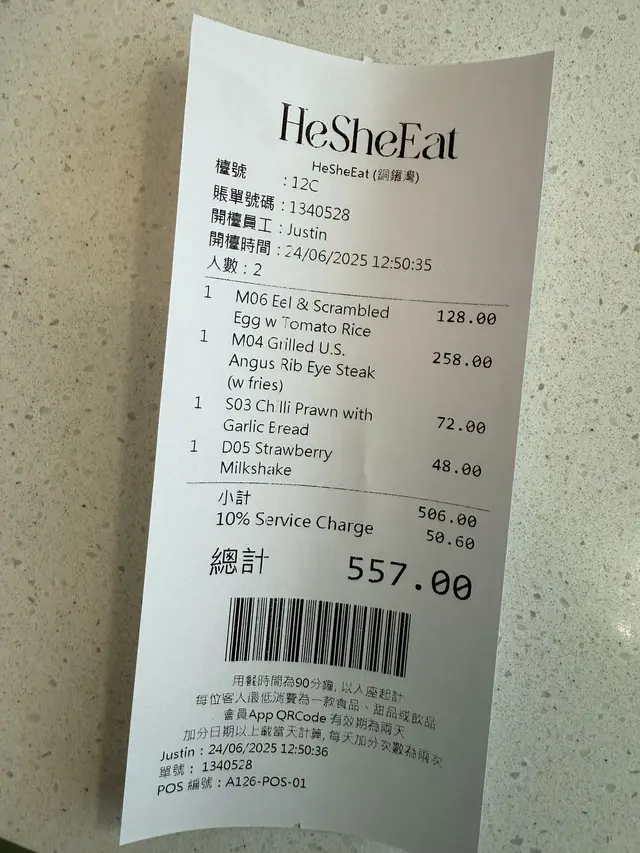 HeSheEat
HeSheEat (銅鑼灣)
檯號 : 12C
賬單號碼 : 1340528
開檯員工 : Justin
開檯時間 : 24/06/2025 12:50:35
人數 : 2
1 M06 Eel & Scrambled 128.00
Egg w Tomato Rice
1 M04 Grilled U.S. 258.00
Angus Rib Eye Steak
(w fries)
1 S03 Chilli Prawn with 72.00
Garlic Bread
1 D05 Strawberry 48.00
Milkshake
小計 506.00
10% Service Charge 50.60
總計 557.00
用餐時間為90分鐘, 以入座起計
每位客人最低消費為一款食品、甜品或飲品
會員App QRCode 有效期為兩天
加分日期以上載當天計算, 每天加分次數為兩次
Justin : 24/06/2025 12:50:36
單號 : 1340528
POS 編號 : A126-POS-01